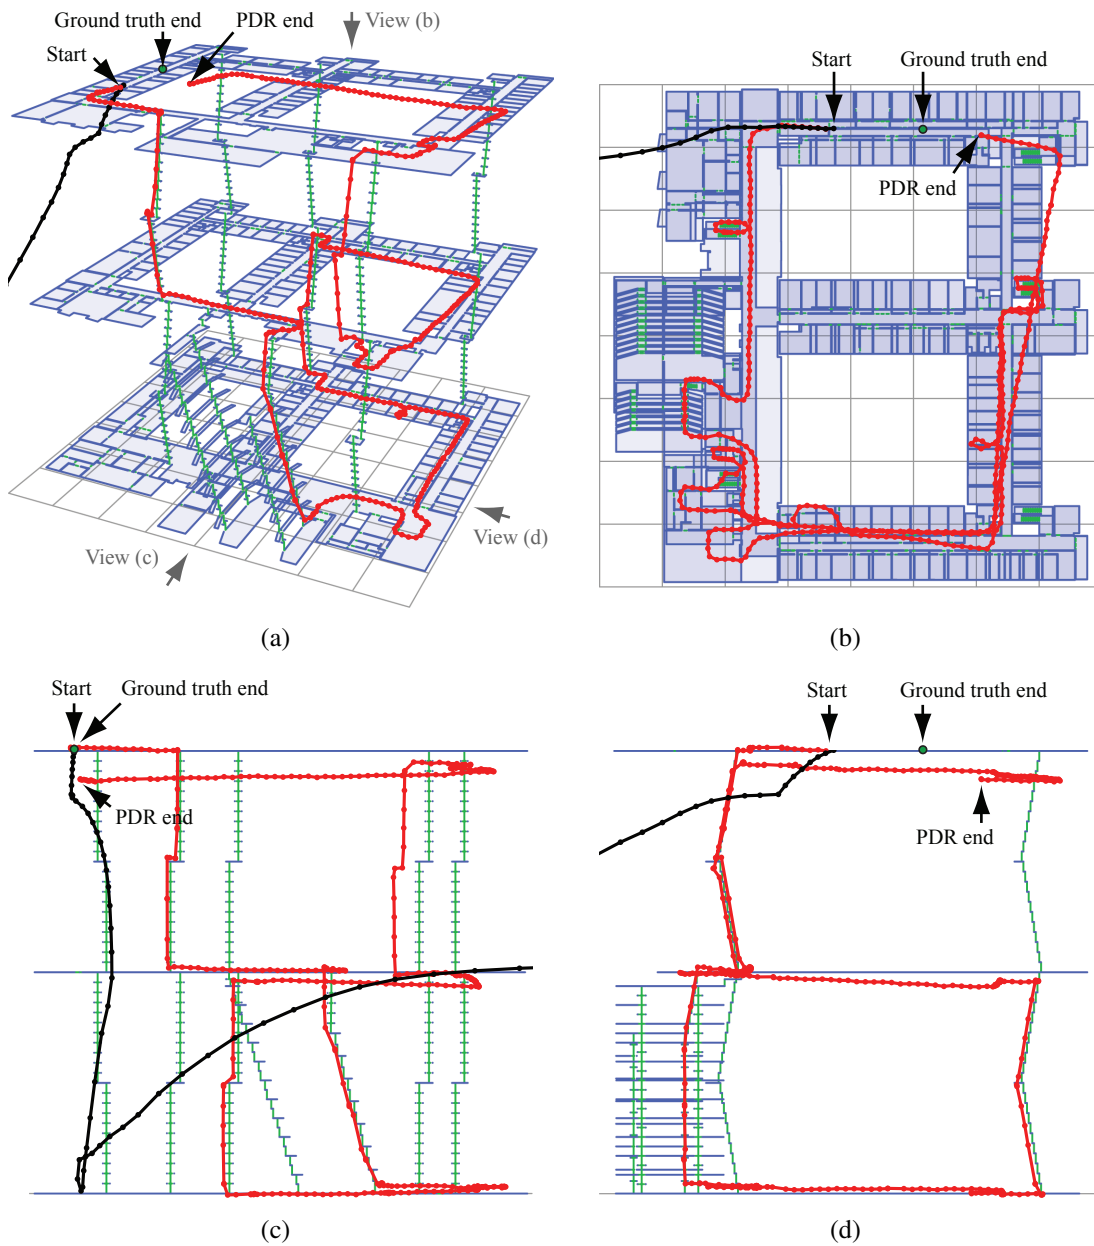 Ground truth end
PDR end
Start
View (b)
View (c)
View (d)
(a)
Start
Ground truth end
PDR end
(b)
Start
Ground truth end
PDR end
(c)
Start
Ground truth end
PDR end
(d)